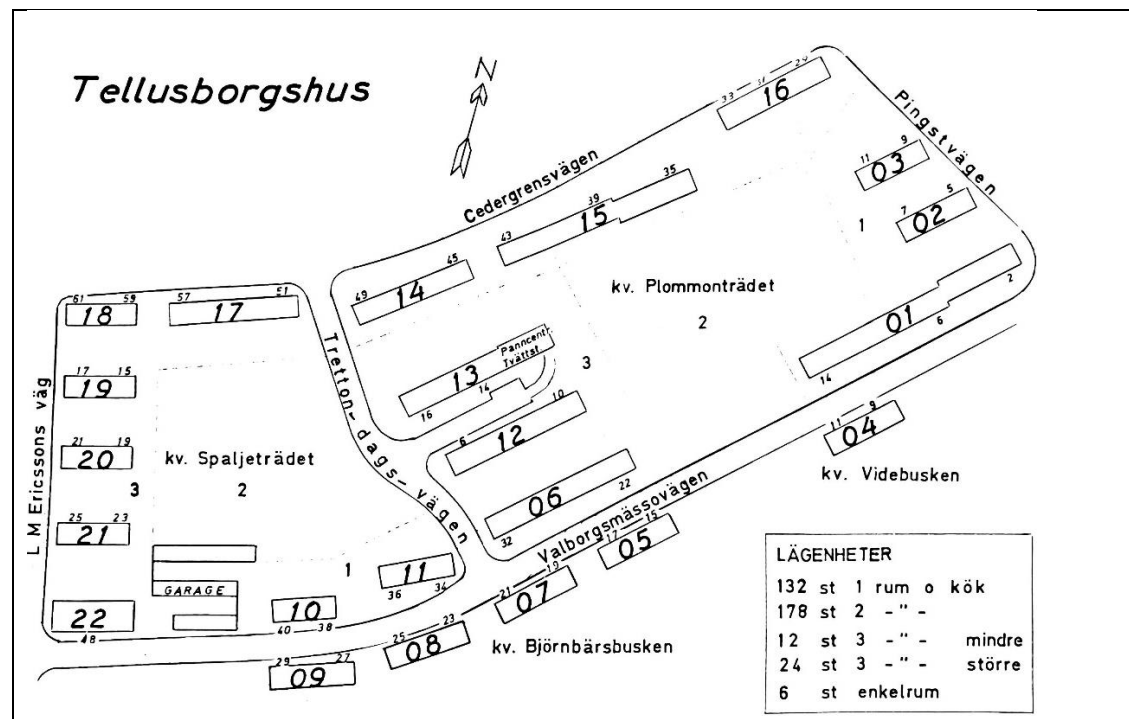 Tellusborgshus
N
Cedergrensvägen
Pingstvägen
33 31 29
16
11 9
03
7 5
02
1
2
6
14
01
43 39 35
15
49 45
14
kv. Plommonträdet
2
3
Panncentr.
Tvättst.
13
16 14
6 10
12
06
32 22
Tretton-dags-vägen
Valborgsmässovägen
11 9
04
kv. Videbusken
17 15
05
21 19
07
25 23
08
kv. Björnbärsbusken
29 27
09
61 59
18
57 51
17
17 15
19
21 19
20
25 23
21
22
48
L M Ericssons väg
kv. Spaljeträdet
3 2
1
GARAGE
10
40 38
11
36 34
LÄGENHETER
132 st 1 rum o kök
178 st 2 - " -
12 st 3 - " - mindre
24 st 3 - " - större
6 st enkelrum